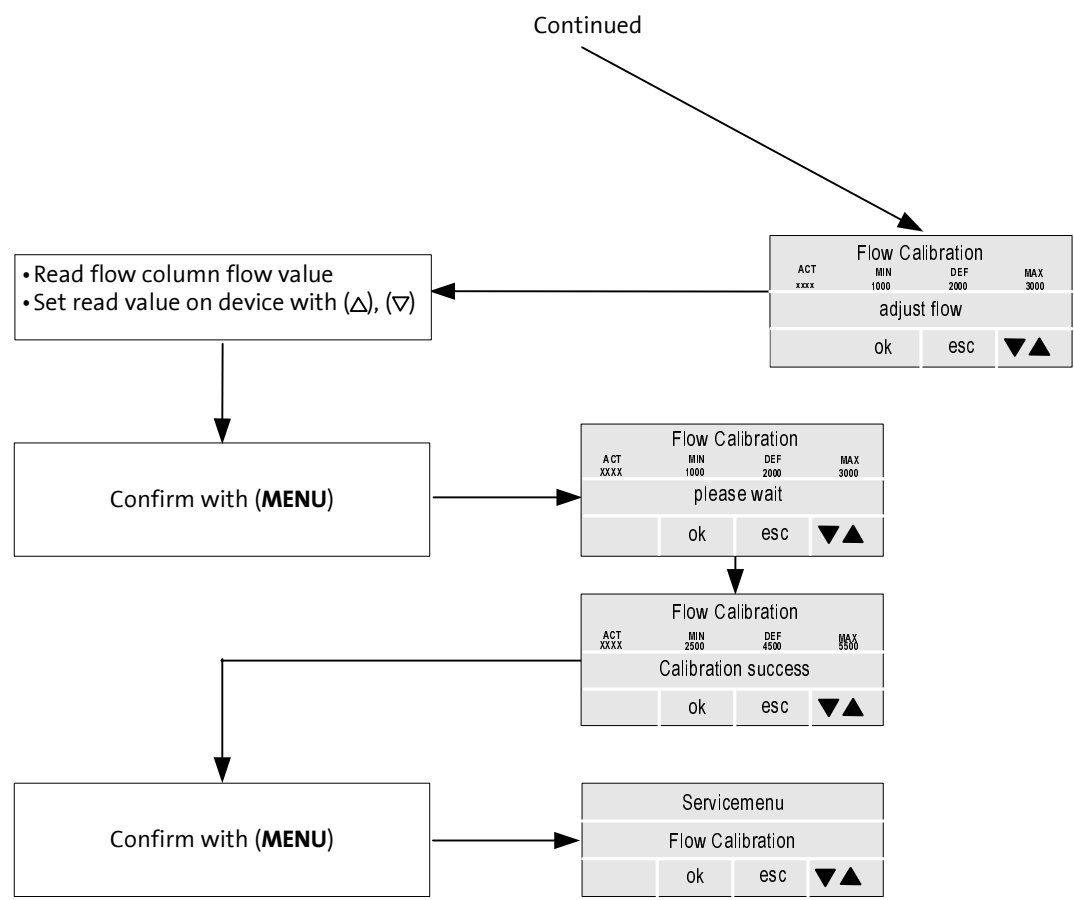 Continued
Flow Calibration
ACT MIN DEF MAX
xxxx 1000 2000 3000
adjust flow
ok esc ▼▲
• Read flow column flow value
• Set read value on device with (△), (▽)
Confirm with (MENU)
Flow Calibration
ACT MIN DEF MAX
XXXX 1000 2000 3000
please wait
ok esc ▼▲
Flow Calibration
ACT MIN DEF MAX
XXXX 2500 4500 5500
Calibration success
ok esc ▼▲
Confirm with (MENU)
Servicemenu
Flow Calibration
ok esc ▼▲